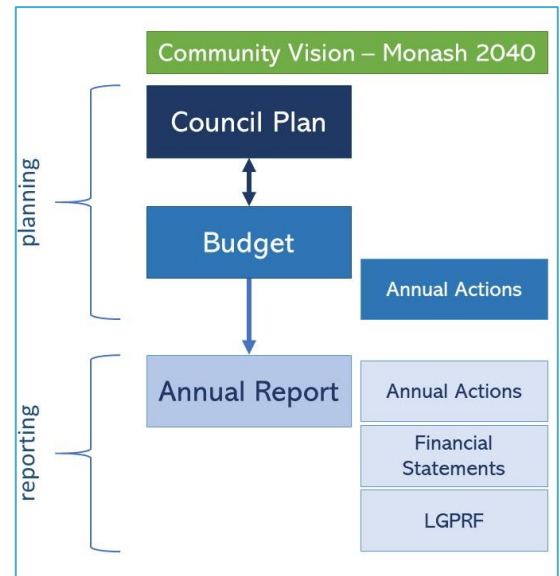 Community Vision – Monash 2040
planning
Council Plan
Budget
Annual Actions
reporting
Annual Report
Annual Actions
Financial
Statements
LGPRF